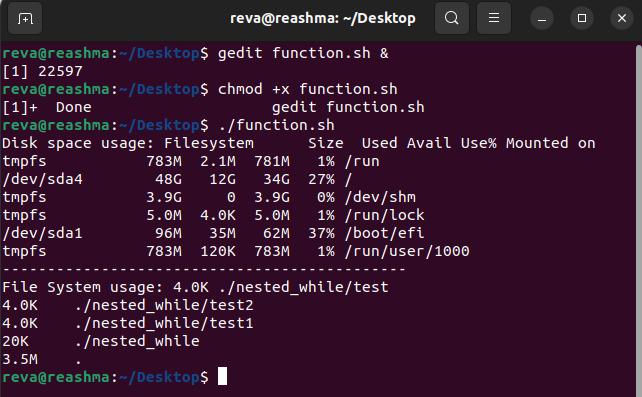 reva@reashma: ~/Desktop
reva@reashma:~/Desktop$ gedit function.sh &
[1] 22597
reva@reashma:~/Desktop$ chmod +x function.sh
[1]+  Done                    gedit function.sh
reva@reashma:~/Desktop$ ./function.sh
Disk space usage: Filesystem      Size  Used Avail Use% Mounted on
tmpfs           783M  2.1M  781M   1% /run
/dev/sda4        48G   12G   34G  27% /
tmpfs           3.9G     0  3.9G   0% /dev/shm
tmpfs           5.0M  4.0K  5.0M   1% /run/lock
/dev/sda1        96M   35M   62M  37% /boot/efi
tmpfs           783M  120K  783M   1% /run/user/1000
---------------------------------------------
File System usage: 4.0K ./nested_while/test
4.0K    ./nested_while/test2
4.0K    ./nested_while/test1
20K     ./nested_while
3.5M    .
reva@reashma:~/Desktop$